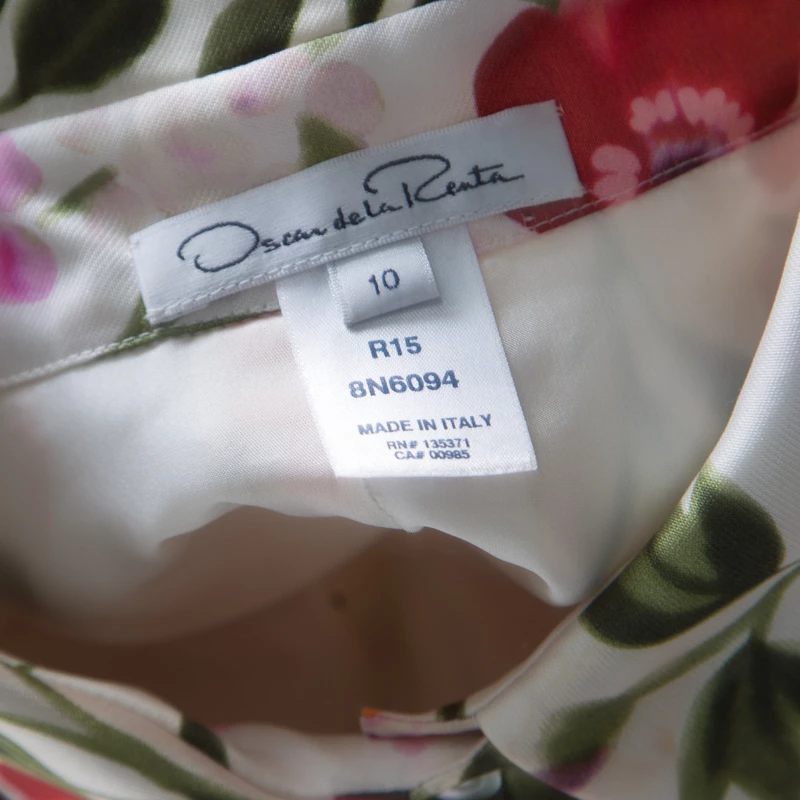 Oscar de la Renta
10
R15
8N6094
MADE IN ITALY
RN# 135371
CA# 00985